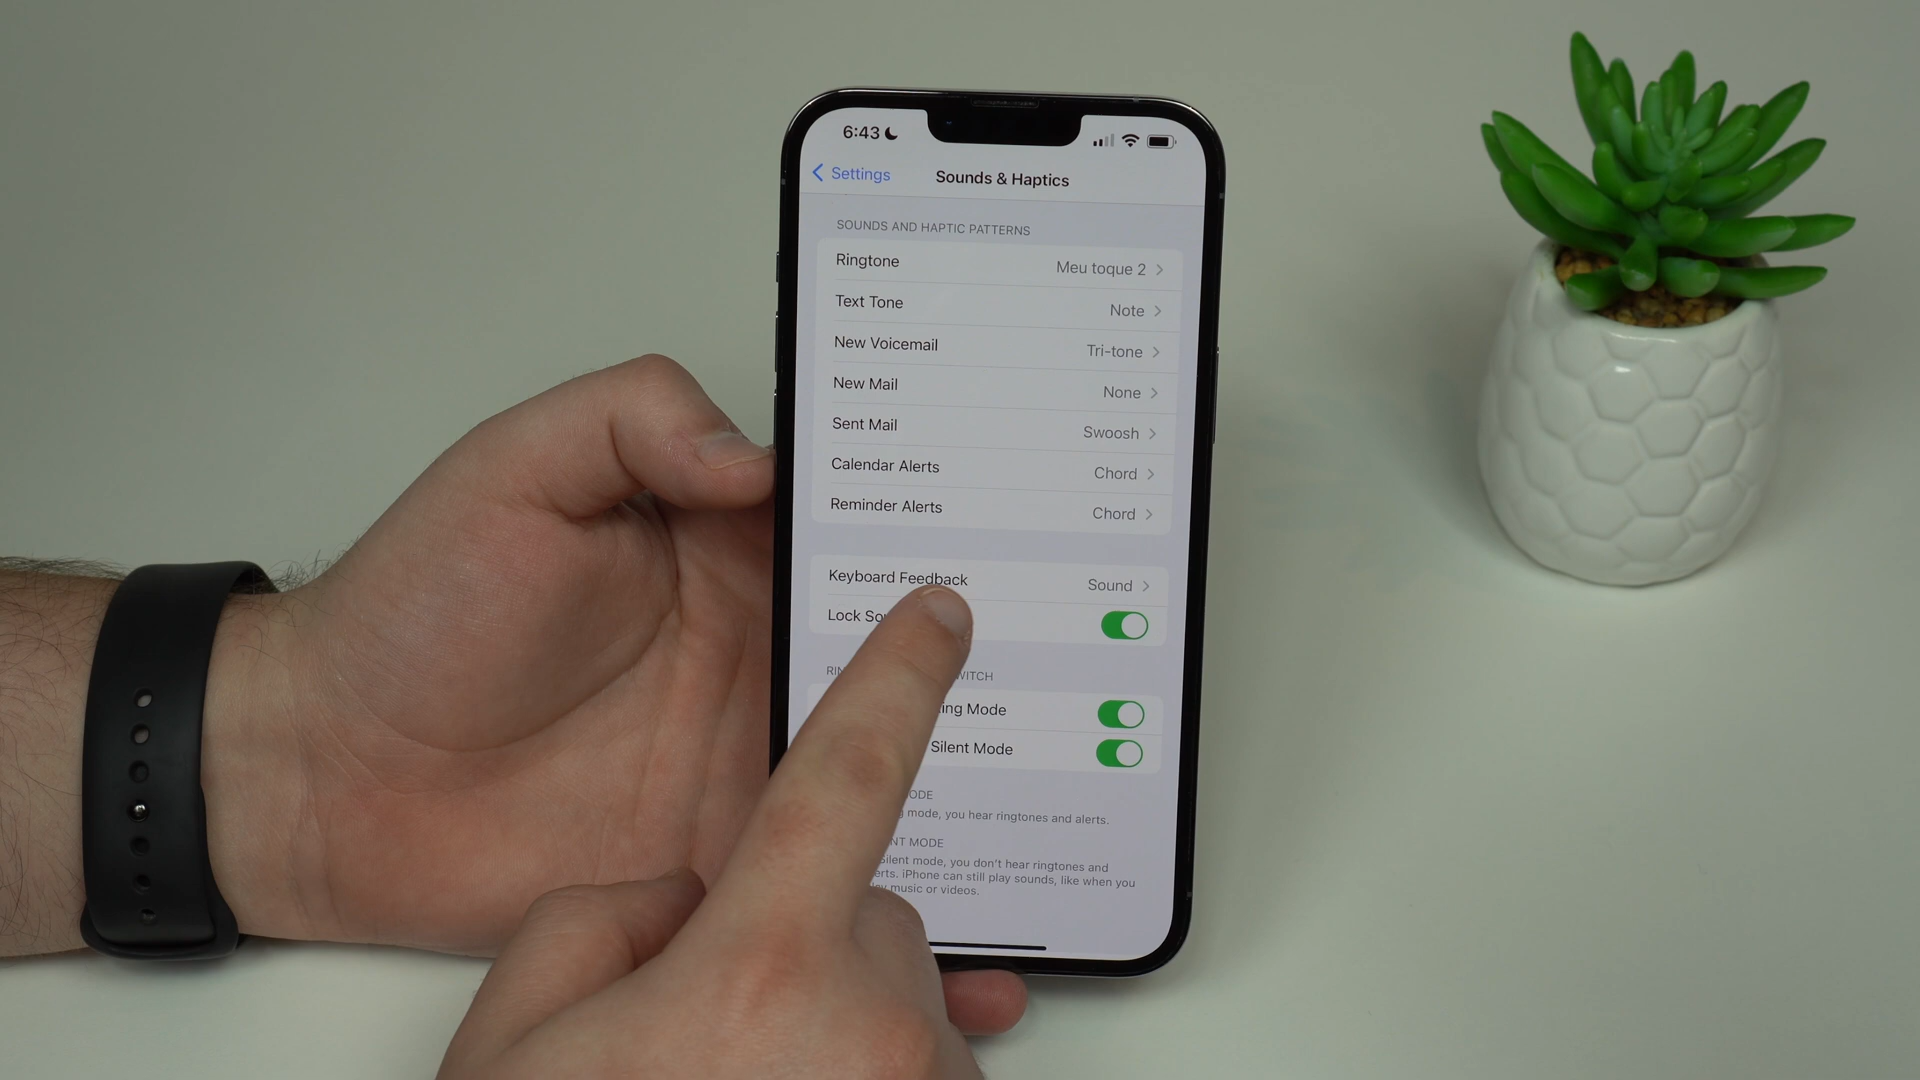 6:43
Settings
Sounds & Haptics
SOUNDS AND HAPTIC PATTERNS
Ringtone Meu toque 2
Text Tone Note
New Voicemail Tri-tone
New Mail None
Sent Mail Swoosh
Calendar Alerts Chord
Reminder Alerts Chord
Keyboard Feedback Sound
Lock
Mode
Silent Mode
mode, you hear ringtones and alerts.
MODE
Silent mode, you don't hear ringtones and
iPhone can still play sounds, like when you
music or videos.